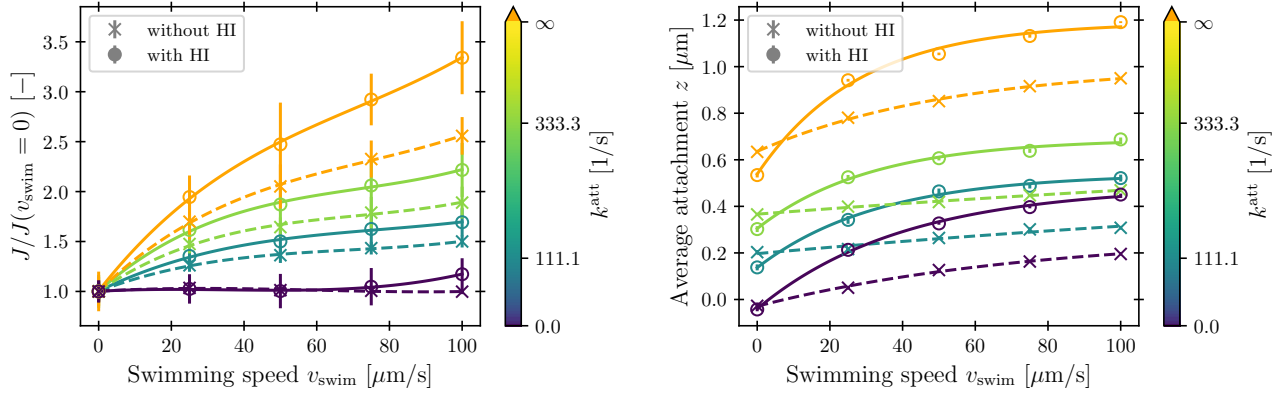 J/J(v_swim = 0) [−]
3.5
3.0
2.5
2.0
1.5
1.0
0 20 40 60 80 100
Swimming speed v_swim [μm/s]
without HI
with HI
∞
333.3
111.1
0.0
k^att [1/s]
Average attachment z [μm]
1.2
1.0
0.8
0.6
0.4
0.2
0.0
0 20 40 60 80 100
Swimming speed v_swim [μm/s]
without HI
with HI
∞
333.3
111.1
0.0
k^att [1/s]